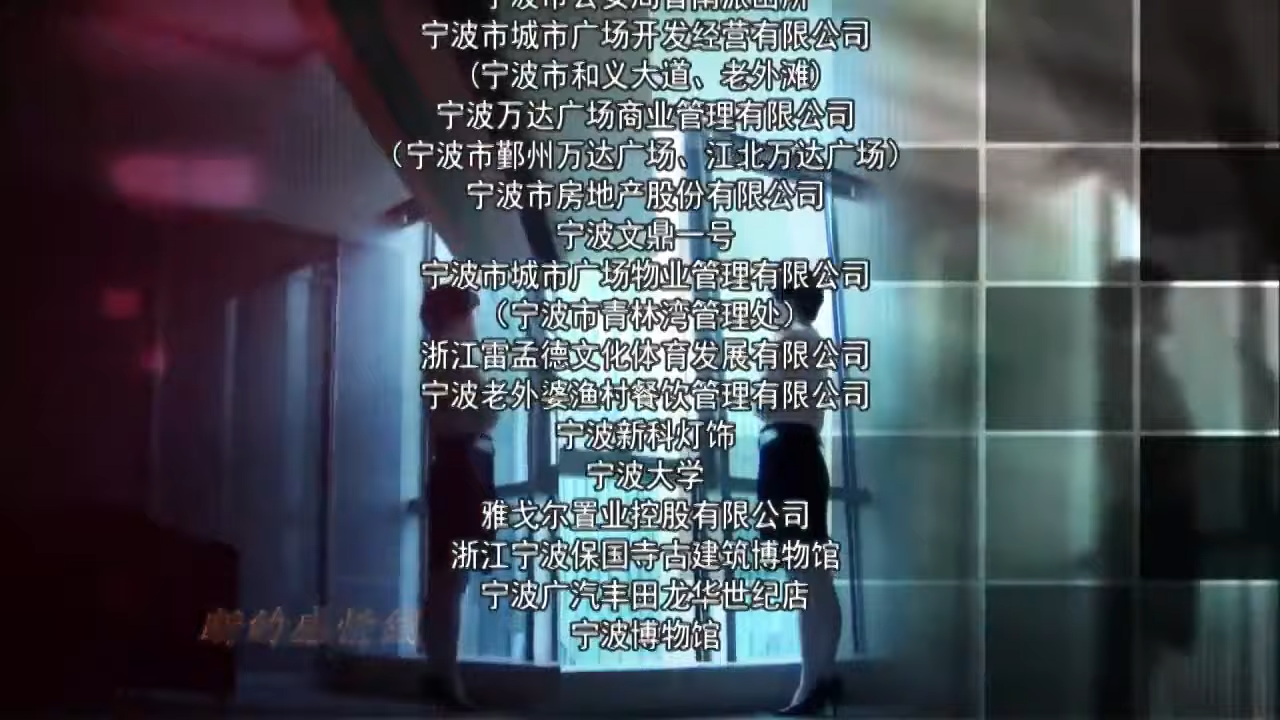 宁波市城市广场开发经营有限公司
（宁波市和义大道、老外滩）
宁波万达广场商业管理有限公司
（宁波市鄞州万达广场、江北万达广场）
宁波市房地产股份有限公司
宁波文鼎一号
宁波市城市广场物业管理有限公司
（宁波市青林湾管理处）
浙江雷孟德文化体育发展有限公司
宁波老外婆渔村餐饮管理有限公司
宁波新科灯饰
宁波大学
雅戈尔置业控股有限公司
浙江宁波保国寺古建筑博物馆
宁波广汽丰田龙华世纪店
宁波博物馆